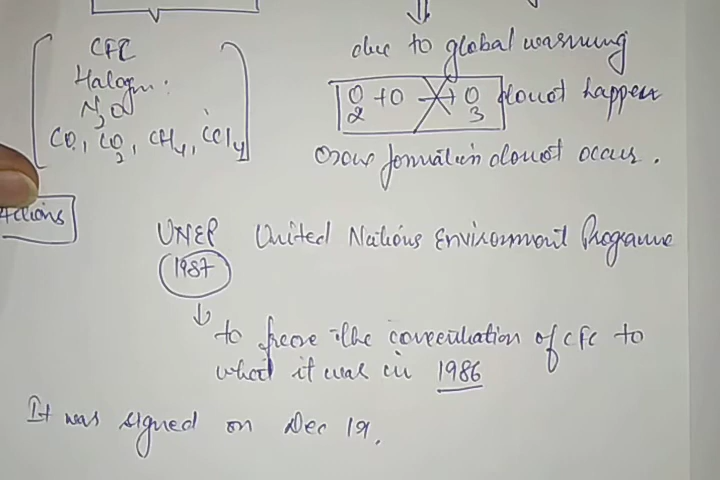 CFC
Halogen:
N2O
CO, CO2, CH4, CCl4
due to global warming
O2 + O → O3 donot happen
Ozone formation donot occurs.
Actions
UNEP United Nations Environment Programme
1987
↓
to freeze the concentration of CFC to
what it was in 1986
It was signed on Dec 19.